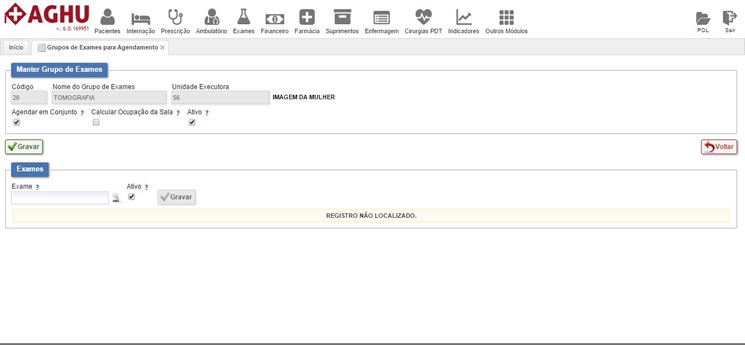 AGHU
v. 6.0.169951
Pacientes Internação Prescrição Ambulatório Exames Financeiro Farmácia Suprimentos Enfermagem Cirurgias PDT Indicadores Outros Módulos POL Sair
Início Grupos de Exames para Agendamento
Manter Grupo de Exames
Código Nome do Grupo de Exames Unidade Executora
20 TOMOGRAFIA 56 IMAGEM DA MULHER
Agendar em Conjunto ? Calcular Ocupação da Sala ? Ativo ?
Gravar Voltar
Exames
Exame ? Ativo ?
Gravar
REGISTRO NÃO LOCALIZADO.